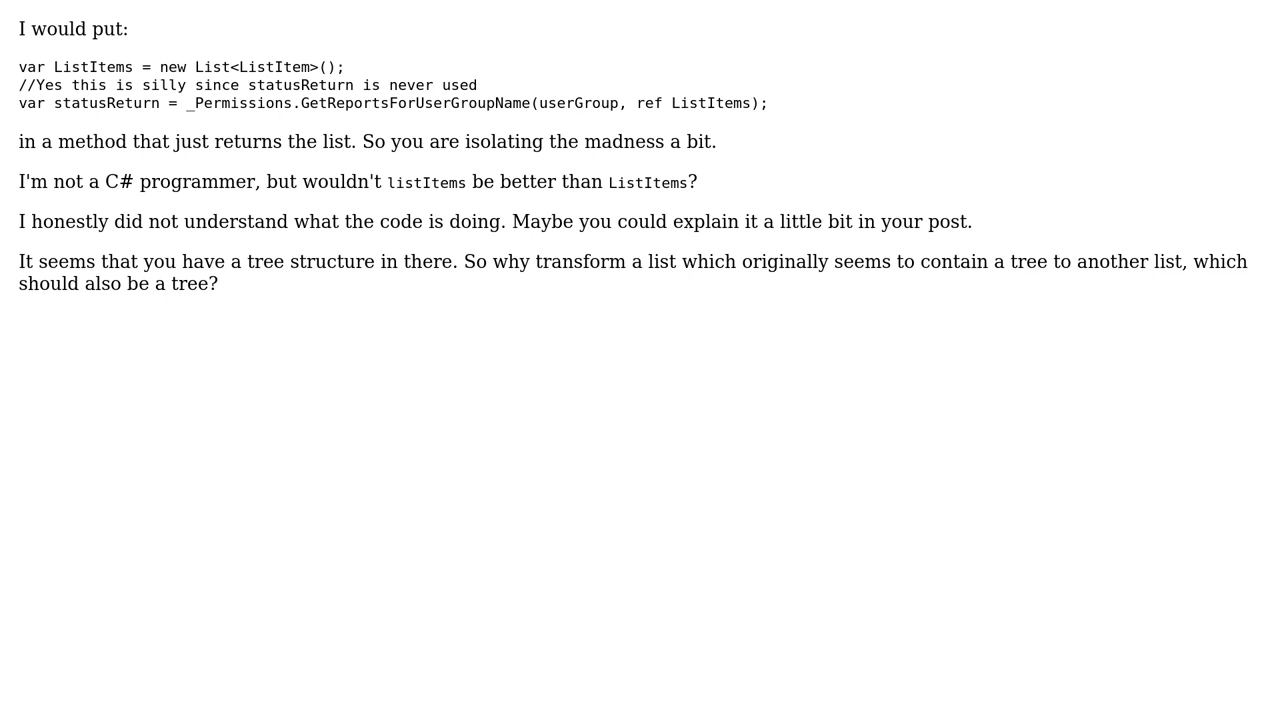 I would put:
var ListItems = new List<ListItem>();
//Yes this is silly since statusReturn is never used
var statusReturn = _Permissions.GetReportsForUserGroupName(userGroup, ref ListItems);
in a method that just returns the list. So you are isolating the madness a bit.
I'm not a C# programmer, but wouldn't listItems be better than ListItems?
I honestly did not understand what the code is doing. Maybe you could explain it a little bit in your post.
It seems that you have a tree structure in there. So why transform a list which originally seems to contain a tree to another list, which
should also be a tree?